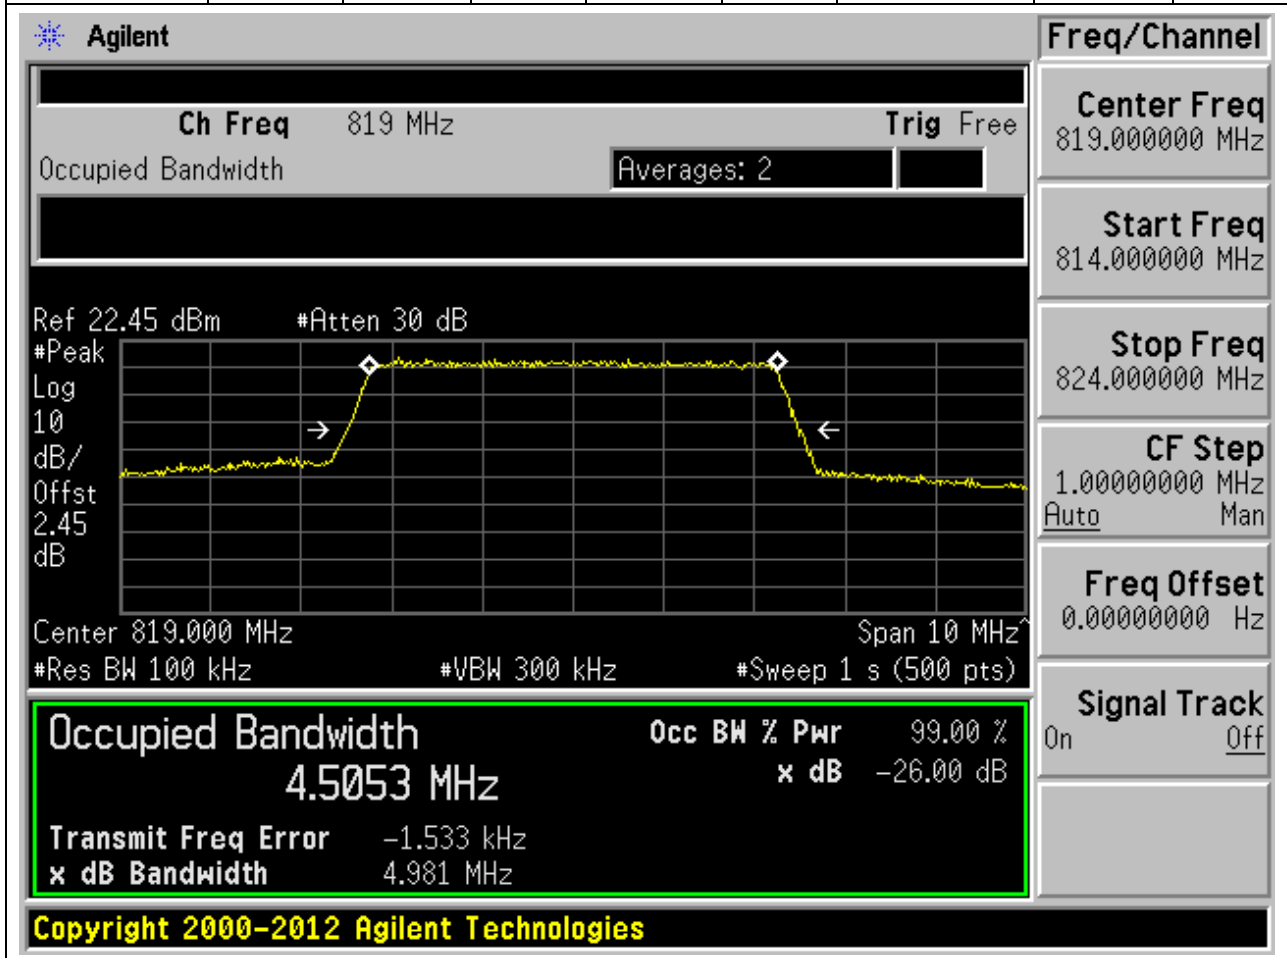 Agilent
Freq/Channel
Ch Freq 819 MHz Trig Free
Occupied Bandwidth Averages: 2
Center Freq
819.000000 MHz
Start Freq
814.000000 MHz
Stop Freq
824.000000 MHz
CF Step
1.00000000 MHz
Auto Man
Freq Offset
0.00000000 Hz
Signal Track
On Off
Ref 22.45 dBm #Atten 30 dB
#Peak
Log
10
dB/
Offst
2.45
dB
Center 819.000 MHz Span 10 MHz^
#Res BW 100 kHz #VBW 300 kHz #Sweep 1 s (500 pts)
Occupied Bandwidth Occ BW % Pwr 99.00 %
4.5053 MHz x dB -26.00 dB
Transmit Freq Error -1.533 kHz
x dB Bandwidth 4.981 MHz
Copyright 2000-2012 Agilent Technologies